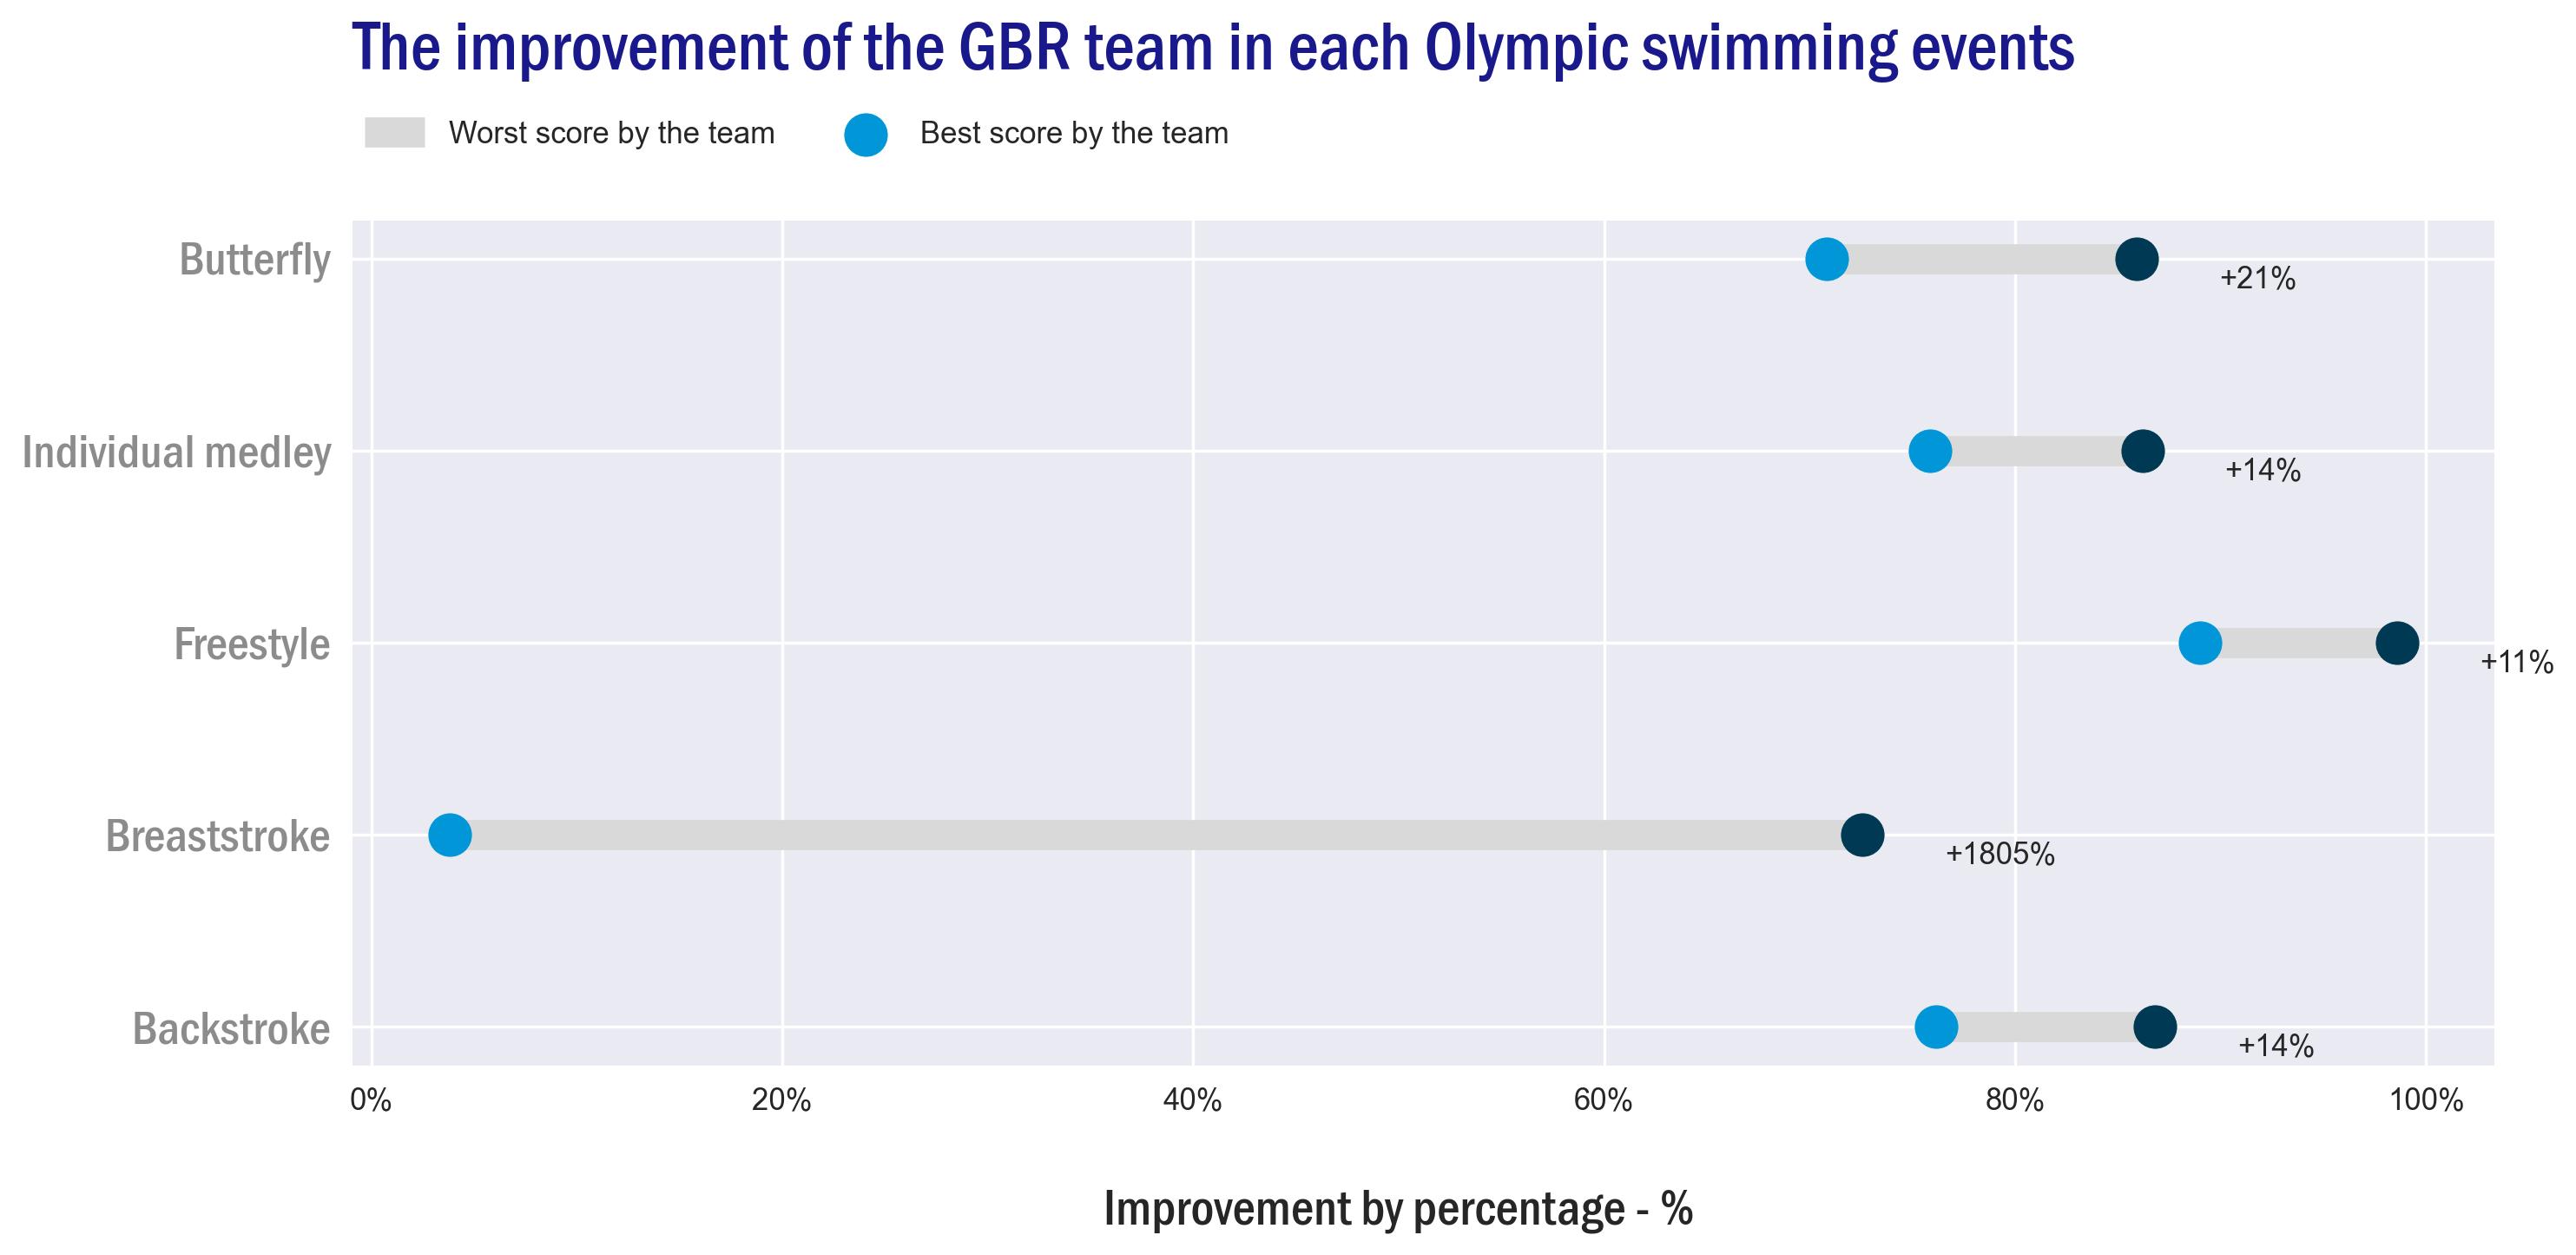 The improvement of the GBR team in each Olympic swimming events
Worst score by the team
Best score by the team
Butterfly
+21%
Individual medley
+14%
Freestyle
+11%
Breaststroke
+1805%
Backstroke
+14%
0%
20%
40%
60%
80%
100%
Improvement by percentage - %